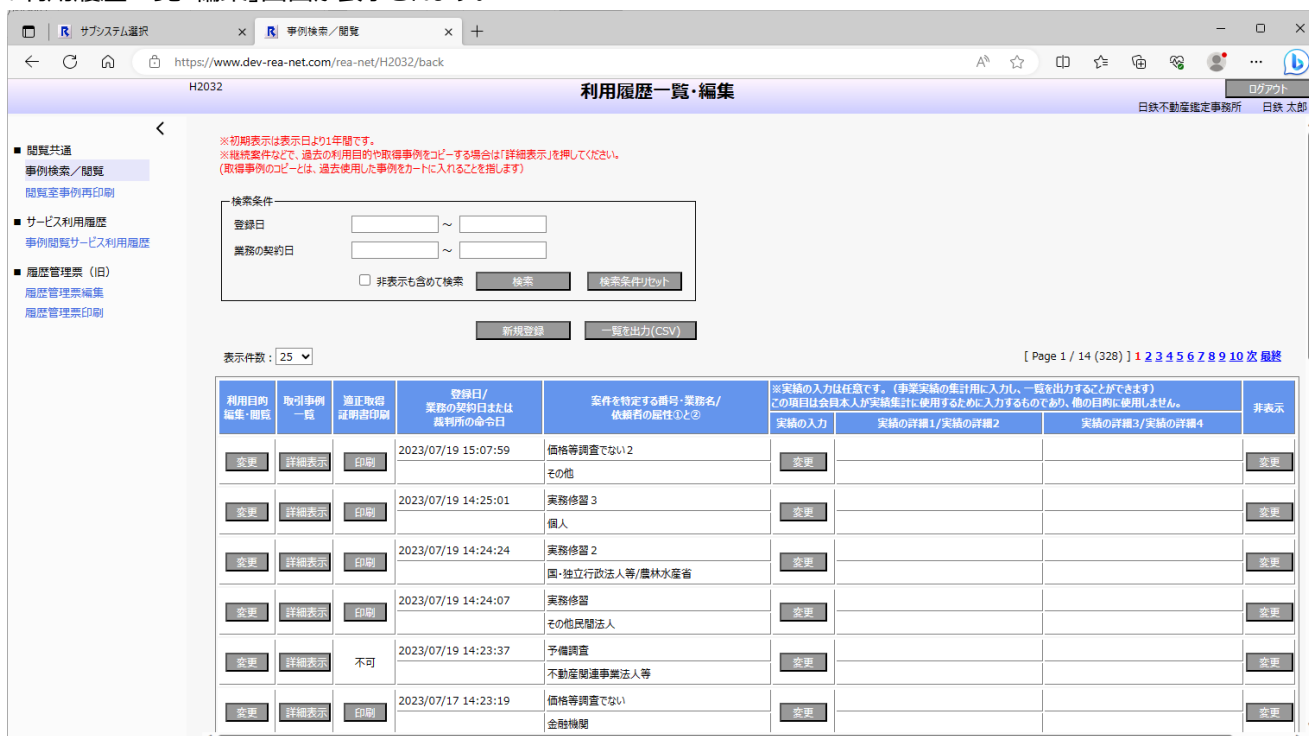 サブシステム選択
事例検索／閲覧
https://www.dev-rea-net.com/rea-net/H2032/back
H2032
利用履歴一覧・編集
ログアウト
日鉄不動産鑑定事務所 日鉄 太郎
■ 閲覧共通
事例検索／閲覧
閲覧室事例再印刷
■ サービス利用履歴
事例閲覧サービス利用履歴
■ 履歴管理票（旧）
履歴管理票編集
履歴管理票印刷
※初期表示は表示日より1年間です。
※継続案件などで、過去の利用目的や取得事例をコピーする場合は「詳細表示」を押してください。
(取得事例のコピーとは、過去使用した事例をカートに入れることを指します)
検索条件
登録日 ～
業務の契約日 ～
非表示も含めて検索 検索 検索条件リセット
新規登録 一覧を出力(CSV)
表示件数： 25
[ Page 1 / 14 (328) ] 1 2 3 4 5 6 7 8 9 10 次 最終
利用目的
編集・閲覧
取引事例
一覧
適正取得
証明書印刷
登録日/
業務の契約日または
裁判所の命令日
案件を特定する番号・業務名/
依頼者の属性①と②
※実績の入力は任意です。（事業実績の集計用に入力し、一覧を出力することができます）
この項目は会員本人が実績集計に使用するために入力するものであり、他の目的に使用しません。
実績の入力 実績の詳細1/実績の詳細2 実績の詳細3/実績の詳細4
非表示
変更 詳細表示 印刷 2023/07/19 15:07:59 価格等調査でない2 変更 変更
その他
変更 詳細表示 印刷 2023/07/19 14:25:01 実務修習3 変更 変更
個人
変更 詳細表示 印刷 2023/07/19 14:24:24 実務修習2 変更 変更
国・独立行政法人等/農林水産省
変更 詳細表示 印刷 2023/07/19 14:24:07 実務修習 変更 変更
その他民間法人
変更 詳細表示 不可 2023/07/19 14:23:37 予備調査 変更 変更
不動産関連事業法人等
変更 詳細表示 印刷 2023/07/17 14:23:19 価格等調査でない 変更 変更
金融機関